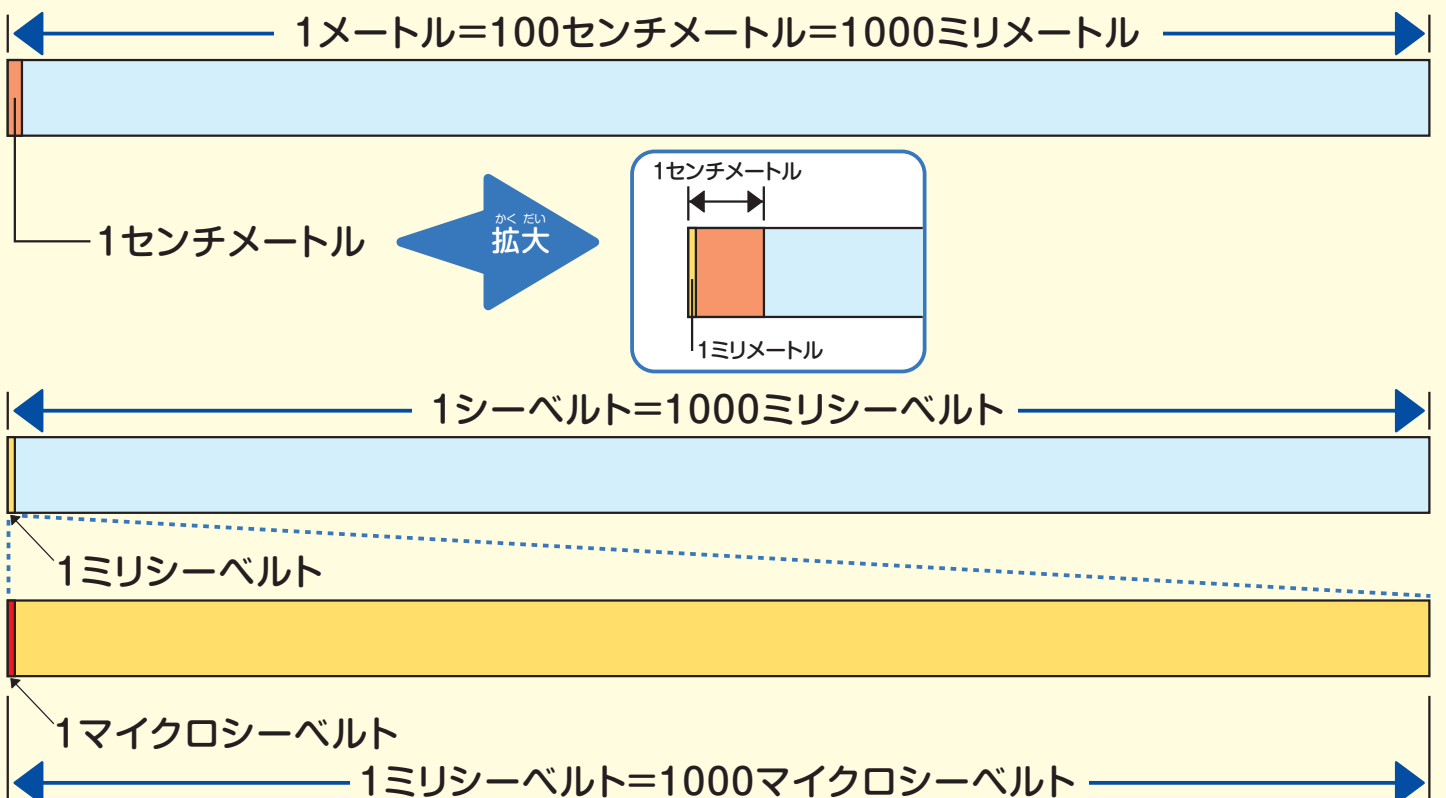 1メートル=100センチメートル=1000ミリメートル
1センチメートル
かく だい
拡大
1センチメートル
1ミリメートル
1シーベルト=1000ミリシーベルト
1ミリシーベルト
1マイクロシーベルト
1ミリシーベルト=1000マイクロシーベルト